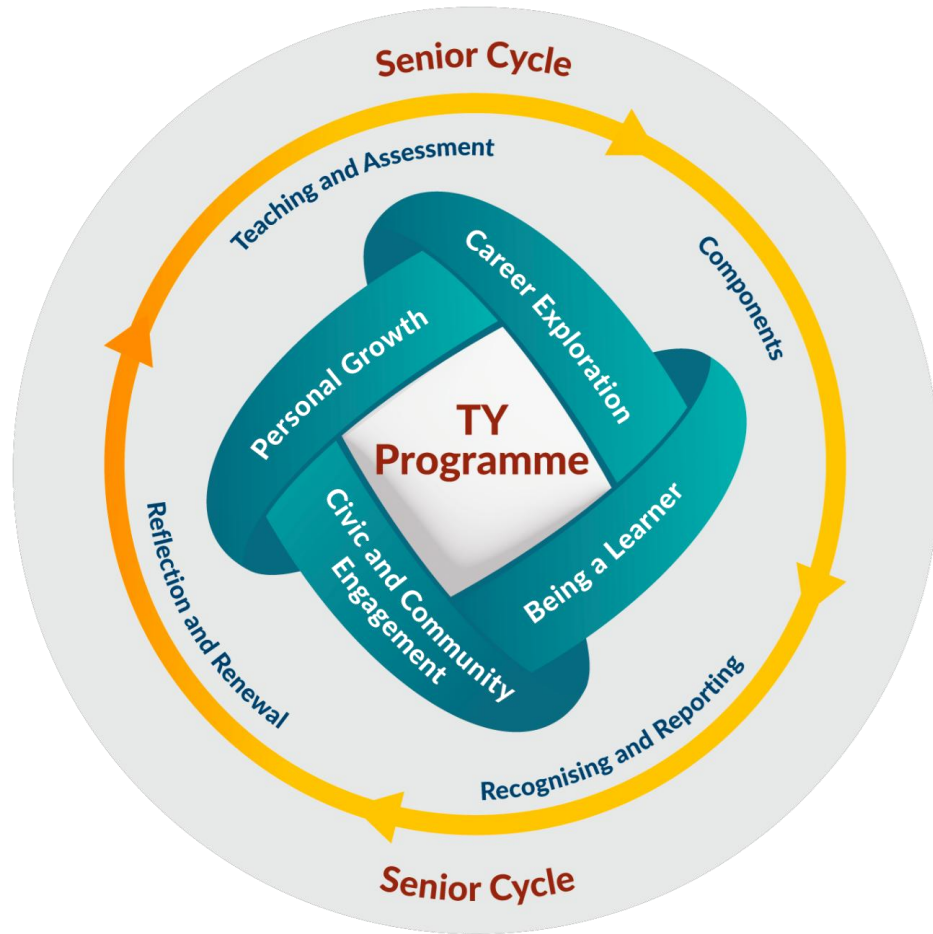 Senior Cycle
Teaching and Assessment
Components
Career Exploration
Personal Growth
TY
Programme
Being a Learner
Civic and Community
Engagement
Reflection and Renewal
Recognising and Reporting
Senior Cycle